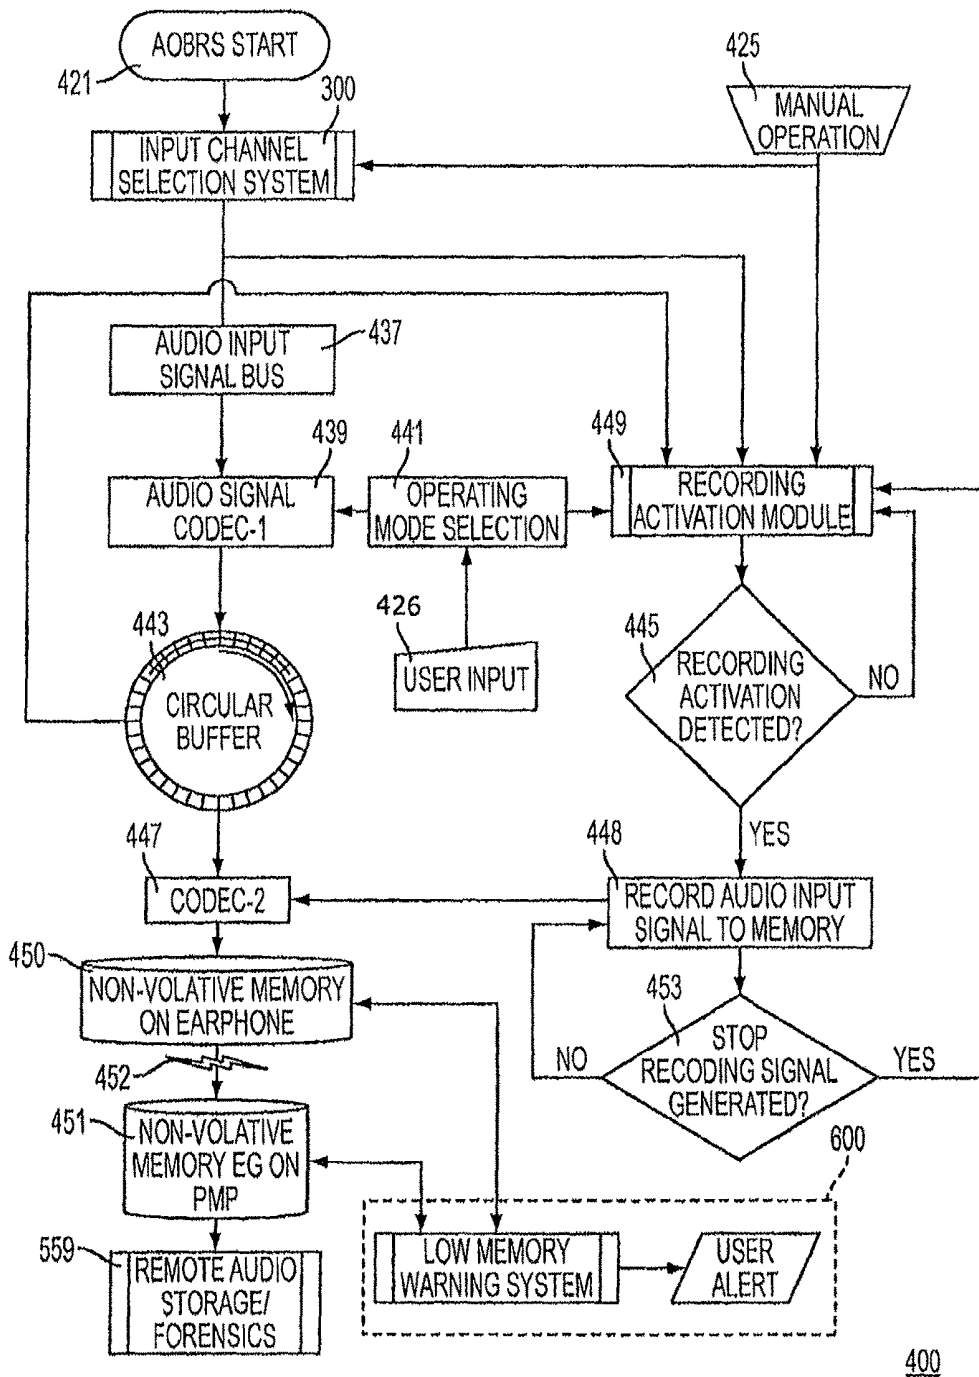 AOBRS START
421
300
425
MANUAL
OPERATION
INPUT CHANNEL
SELECTION SYSTEM
AUDIO INPUT
SIGNAL BUS
437
439
441
449
AUDIO SIGNAL
CODEC-1
OPERATING
MODE SELECTION
RECORDING
ACTIVATION MODULE
443
CIRCULAR
BUFFER
426
USER INPUT
445
RECORDING
ACTIVATION
DETECTED?
NO
YES
447
CODEC-2
448
RECORD AUDIO INPUT
SIGNAL TO MEMORY
450
NON-VOLATIVE MEMORY
ON EARPHONE
453
STOP
RECODING SIGNAL
GENERATED?
NO
YES
452
451
NON-VOLATIVE
MEMORY EG ON
PMP
600
559
REMOTE AUDIO
STORAGE/
FORENSICS
LOW MEMORY
WARNING SYSTEM
USER
ALERT
400